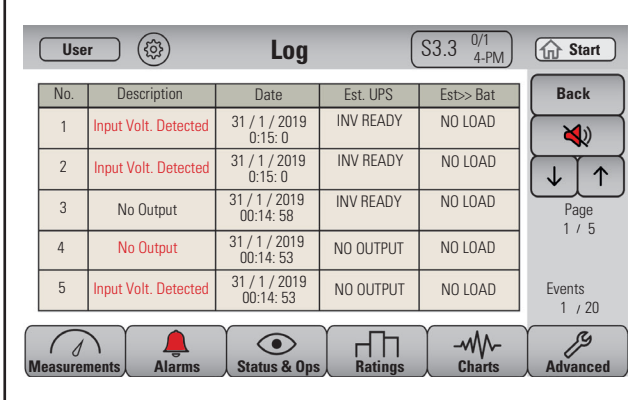 User
Log
S3.3 0/1
4-PM
Start
No. Description Date Est. UPS Est>> Bat
1 Input Volt. Detected 31 / 1 / 2019 INV READY NO LOAD
0:15: 0
2 Input Volt. Detected 31 / 1 / 2019 INV READY NO LOAD
0:15: 0
3 No Output 31 / 1 / 2019 INV READY NO LOAD
00:14: 58
4 No Output 31 / 1 / 2019 NO OUTPUT NO LOAD
00:14: 53
5 Input Volt. Detected 31 / 1 / 2019 NO OUTPUT NO LOAD
00:14: 53
Back
Page
1 / 5
Events
1 / 20
Measurements Alarms Status & Ops Ratings Charts Advanced